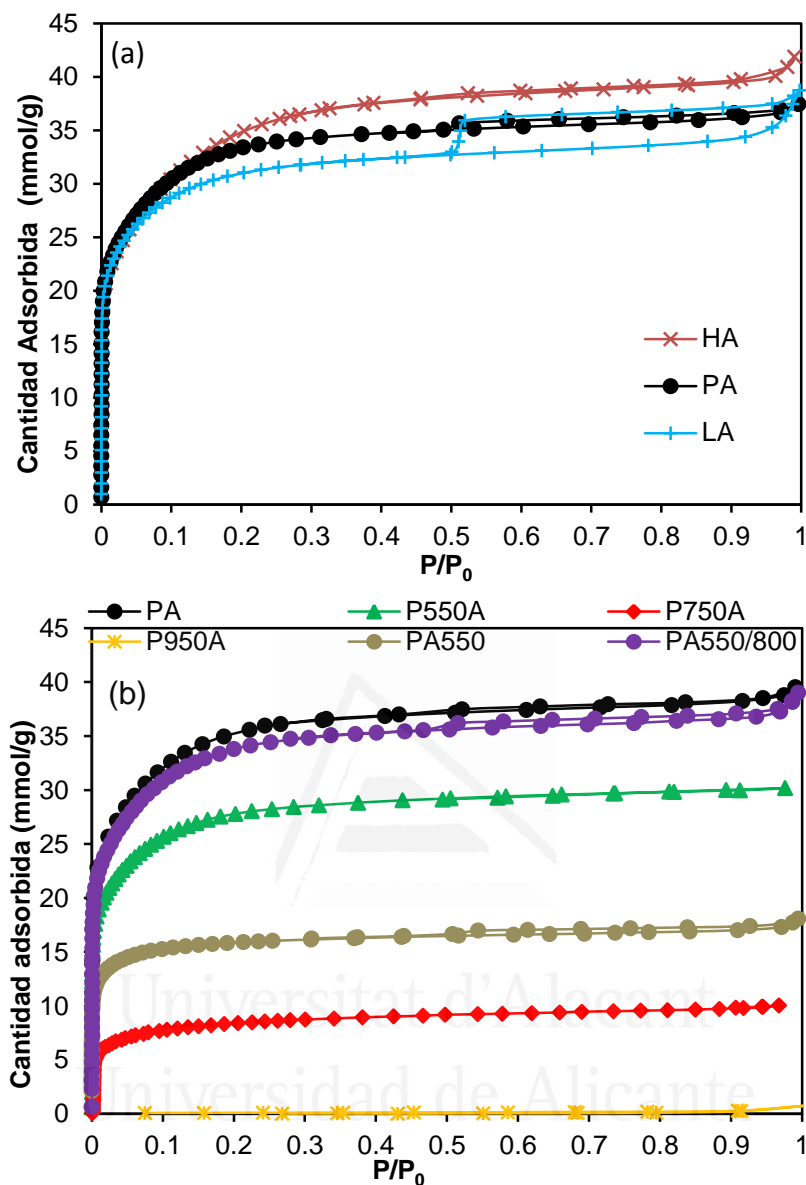 (a)
45
40
35
30
25
20
15
10
5
0
Cantidad Adsorbida (mmol/g)
HA
PA
LA
0 0.1 0.2 0.3 0.4 0.5 0.6 0.7 0.8 0.9 1
P/P0
PA P550A P750A
P950A PA550 PA550/800
(b)
45
40
35
30
25
20
15
10
5
0
Cantidad adsorbida (mmol/g)
Universitat d'Alacant
Universidad de Alicante
0 0.1 0.2 0.3 0.4 0.5 0.6 0.7 0.8 0.9 1
P/P0